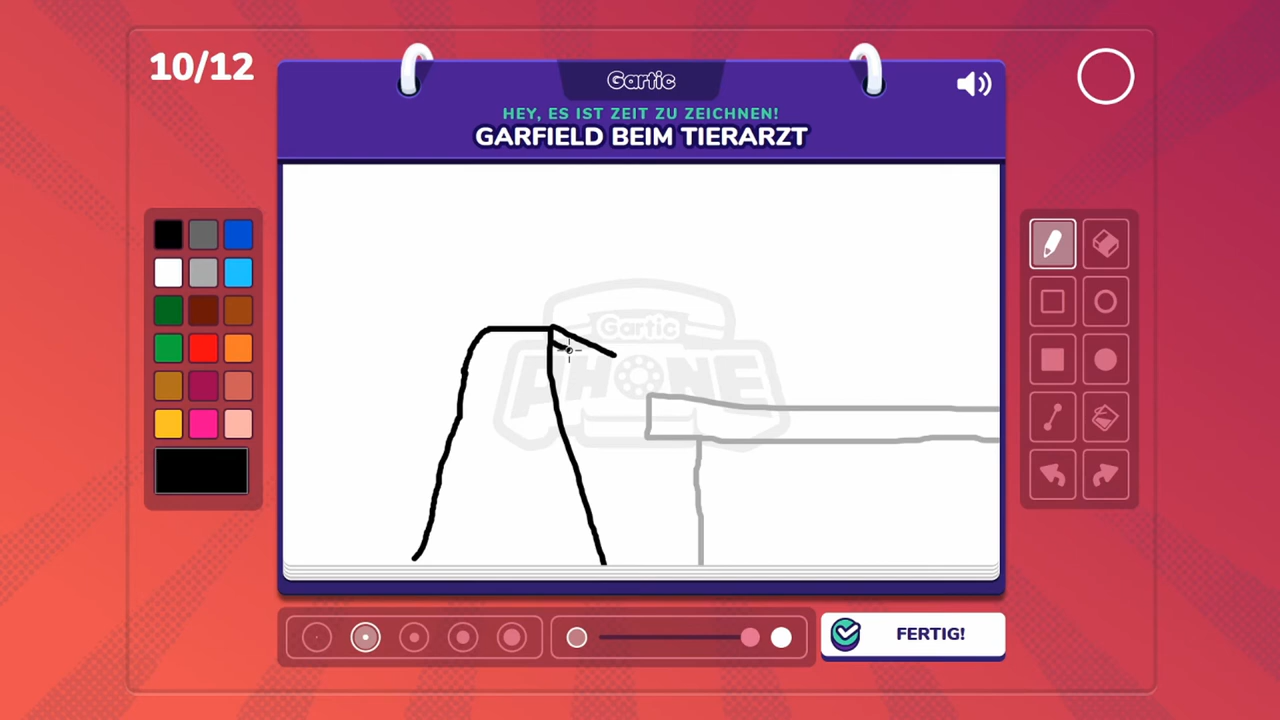 10/12
Gartic
HEY, ES IST ZEIT ZU ZEICHNEN!
GARFIELD BEIM TIERARZT
Gartic
PHONE
FERTIG!